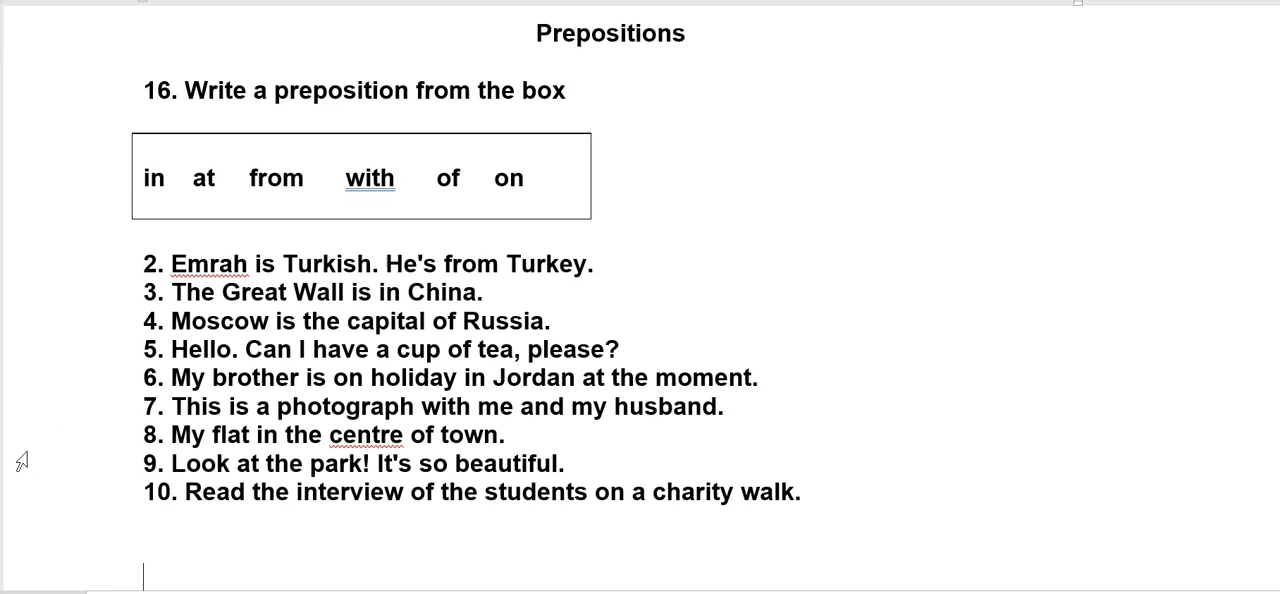 Prepositions
16. Write a preposition from the box
in at from with of on
2. Emrah is Turkish. He's from Turkey.
3. The Great Wall is in China.
4. Moscow is the capital of Russia.
5. Hello. Can I have a cup of tea, please?
6. My brother is on holiday in Jordan at the moment.
7. This is a photograph with me and my husband.
8. My flat in the centre of town.
9. Look at the park! It's so beautiful.
10. Read the interview of the students on a charity walk.